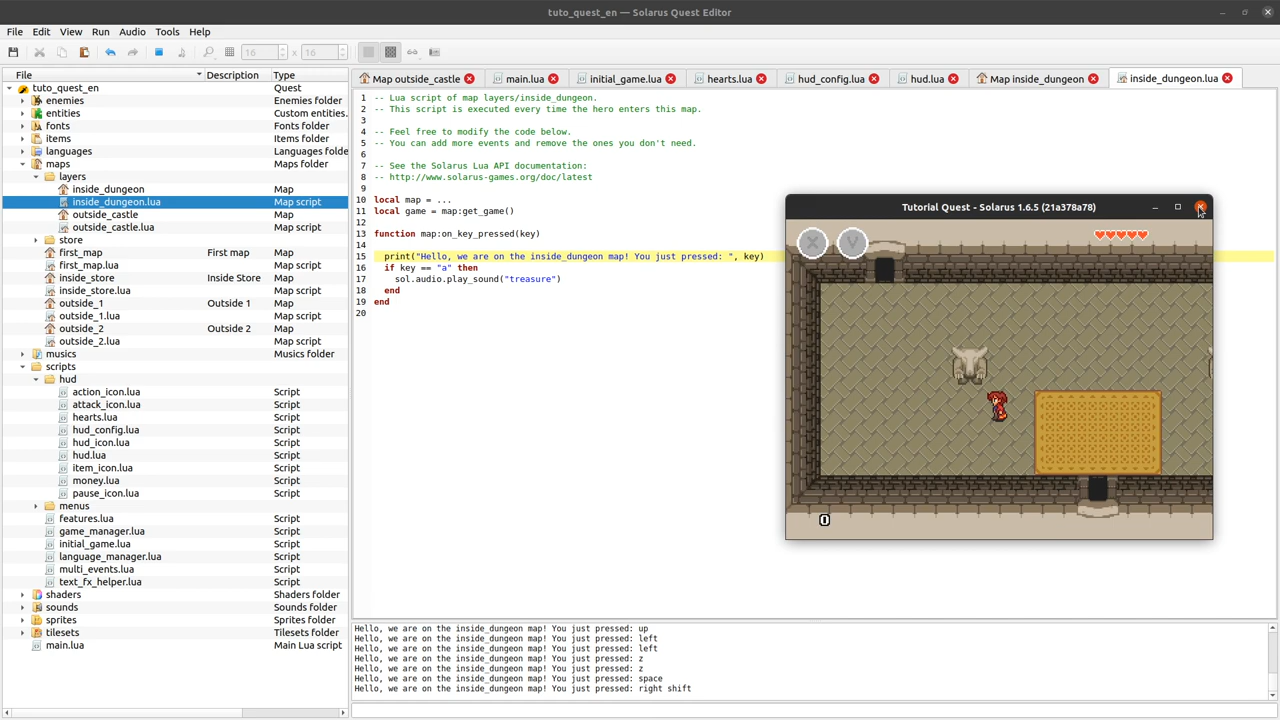 tuto_quest_en — Solarus Quest Editor
File Edit View Run Audio Tools Help
16 x 16
File Description Type
tuto_quest_en Quest
enemies Enemies folder
entities Custom entities.
fonts Fonts folder
items Items folder
languages Languages folde
maps Maps folder
layers
inside_dungeon Map
inside_dungeon.lua Map script
outside_castle Map
outside_castle.lua Map script
store
first_map First map Map
first_map.lua Map script
inside_store Inside Store Map
inside_store.lua Map script
outside_1 Outside 1 Map
outside_1.lua Map script
outside_2 Outside 2 Map
outside_2.lua Map script
musics Musics folder
scripts Scripts folder
hud
action_icon.lua Script
attack_icon.lua Script
hearts.lua Script
hud_config.lua Script
hud_icon.lua Script
hud.lua Script
item_icon.lua Script
money.lua Script
pause_icon.lua Script
menus
features.lua Script
game_manager.lua Script
initial_game.lua Script
language_manager.lua Script
multi_events.lua Script
text_fx_helper.lua Script
shaders Shaders folder
sounds Sounds folder
sprites Sprites folder
tilesets Tilesets folder
main.lua Main Lua script
Map outside_castle main.lua initial_game.lua hearts.lua hud_config.lua hud.lua Map inside_dungeon inside_dungeon.lua
1 -- Lua script of map layers/inside_dungeon.
2 -- This script is executed every time the hero enters this map.
3
4 -- Feel free to modify the code below.
5 -- You can add more events and remove the ones you don't need.
6
7 -- See the Solarus Lua API documentation:
8 -- http://www.solarus-games.org/doc/latest
9
10 local map = ...
11 local game = map:get_game()
12
13 function map:on_key_pressed(key)
14
15 print("Hello, we are on the inside_dungeon map! You just pressed: ", key)
16 if key == "a" then
17 sol.audio.play_sound("treasure")
18 end
19 end
20
Tutorial Quest - Solarus 1.6.5 (21a378a78)
X V
0
Hello, we are on the inside_dungeon map! You just pressed: up
Hello, we are on the inside_dungeon map! You just pressed: left
Hello, we are on the inside_dungeon map! You just pressed: left
Hello, we are on the inside_dungeon map! You just pressed: z
Hello, we are on the inside_dungeon map! You just pressed: z
Hello, we are on the inside_dungeon map! You just pressed: space
Hello, we are on the inside_dungeon map! You just pressed: right shift